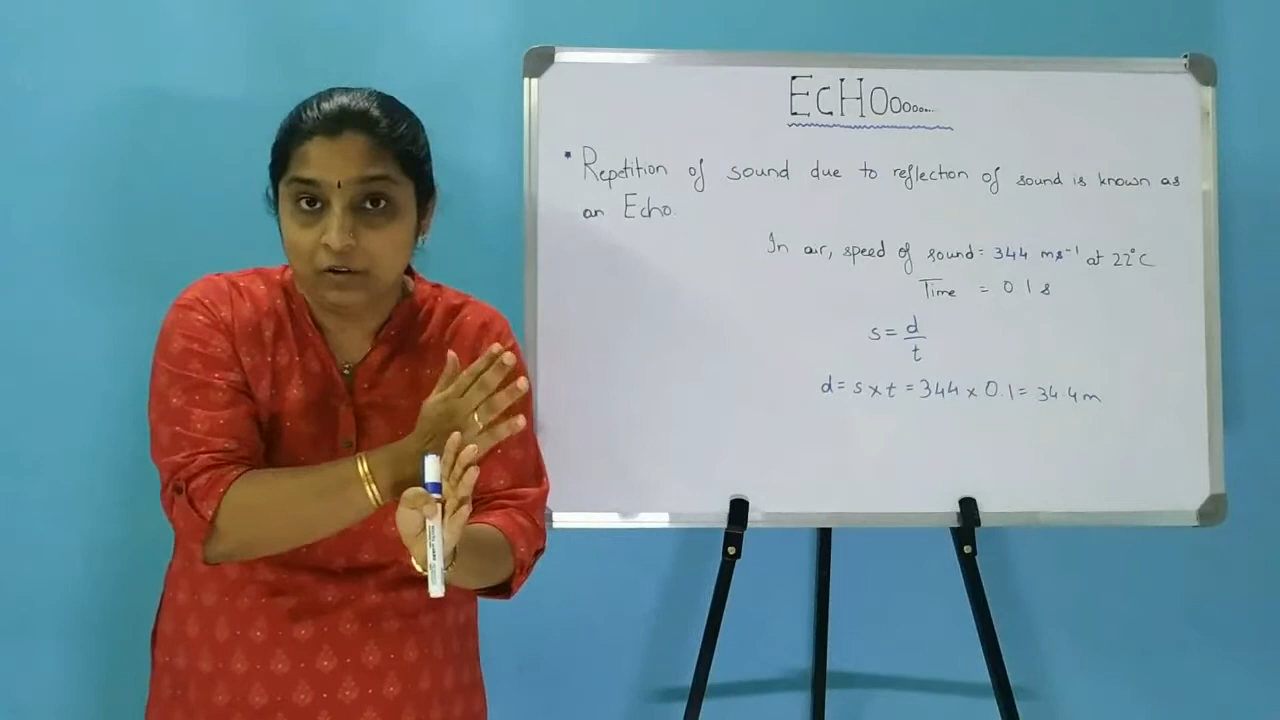 ECHOoooo....
* Repetition of sound due to reflection of sound is known as
an Echo.
In air, speed of sound = 344 ms⁻¹ at 22°C
Time = 0.1 s
s = d/t
d = s x t = 344 x 0.1 = 34.4 m